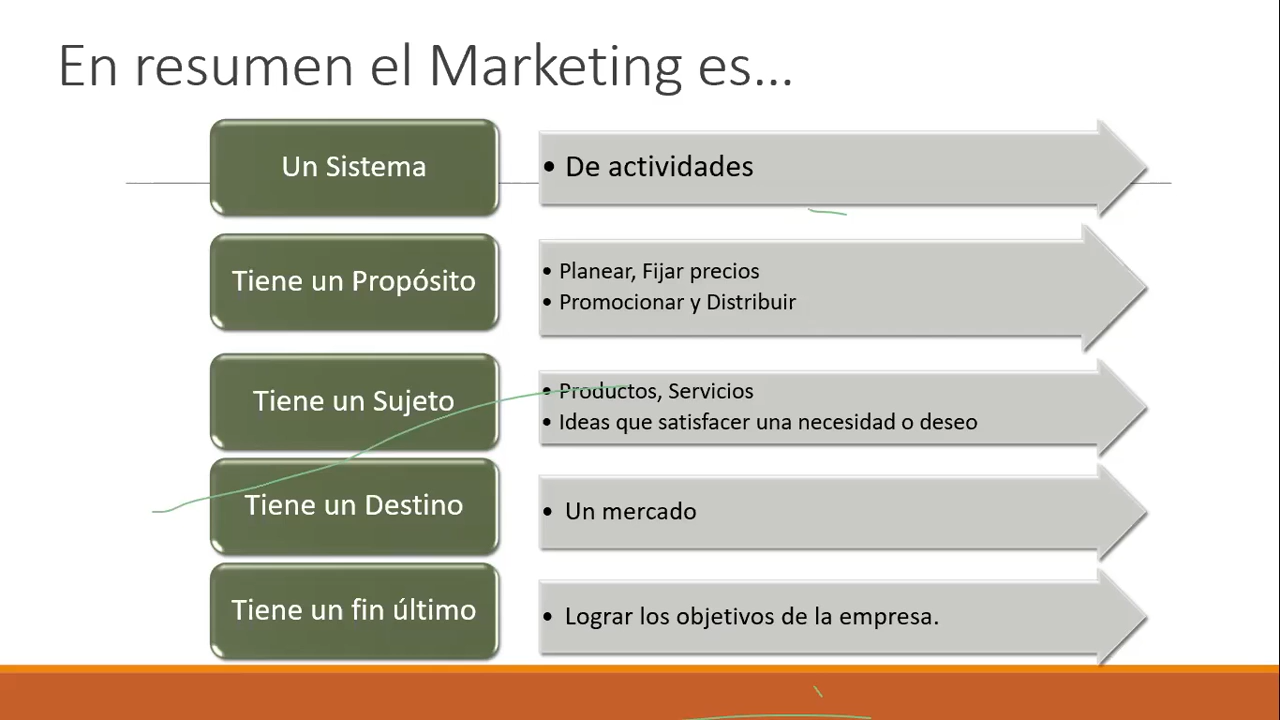 En resumen el Marketing es...
Un Sistema
• De actividades
Tiene un Propósito
• Planear, Fijar precios
• Promocionar y Distribuir
Tiene un Sujeto
• Productos, Servicios
• Ideas que satisfacer una necesidad o deseo
Tiene un Destino
• Un mercado
Tiene un fin último
• Lograr los objetivos de la empresa.